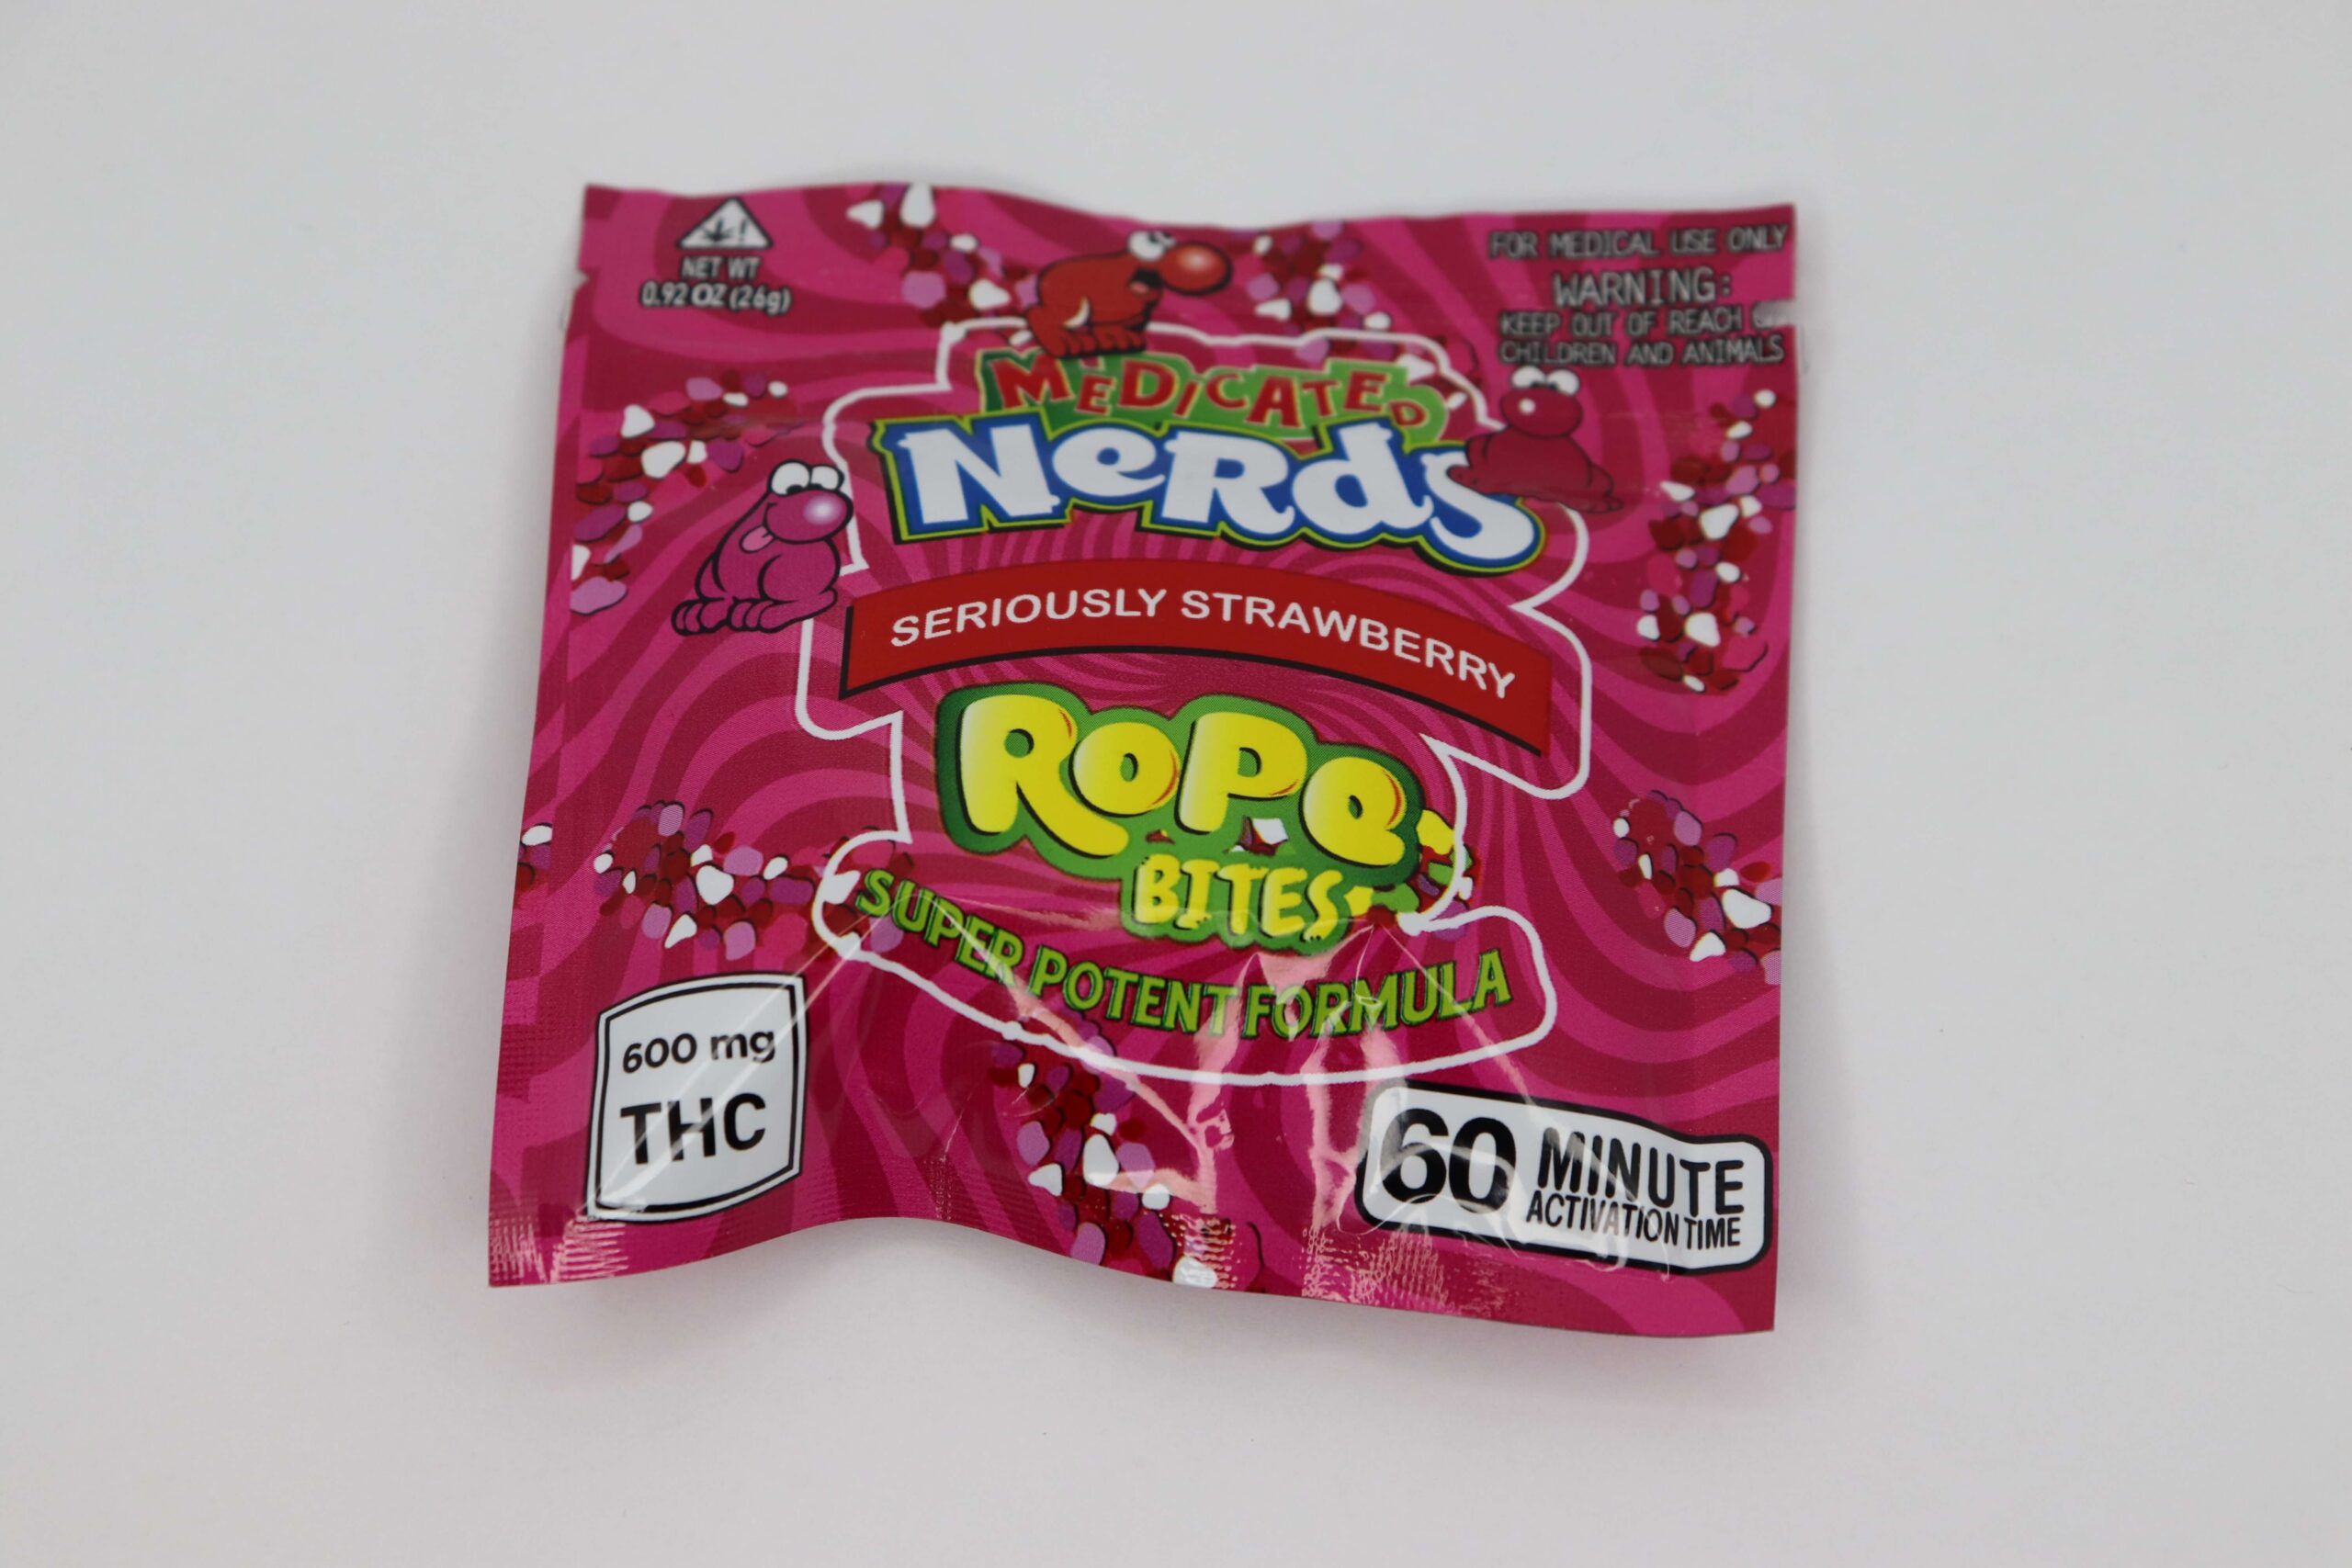 NET WT
0.92 OZ (26g)
FOR MEDICAL USE ONLY
WARNING:
KEEP OUT OF REACH
CHILDREN AND ANIMALS
MEDICATED
NeRds
SERIOUSLY STRAWBERRY
RoPe
BITES
SUPER POTENT FORMULA
600 mg
THC
60 MINUTE
ACTIVATION TIME